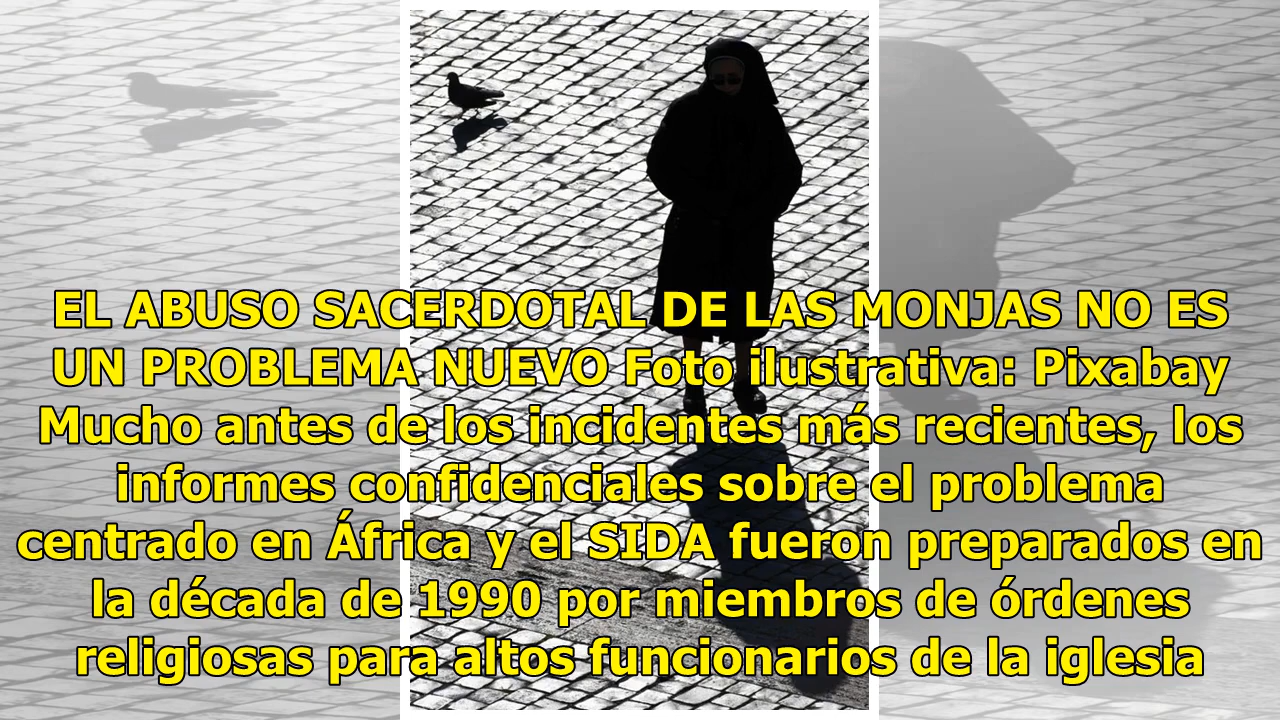 EL ABUSO SACERDOTAL DE LAS MONJAS NO ES
UN PROBLEMA NUEVO Foto ilustrativa: Pixabay
Mucho antes de los incidentes más recientes, los
informes confidenciales sobre el problema
centrado en África y el SIDA fueron preparados en
la década de 1990 por miembros de órdenes
religiosas para altos funcionarios de la iglesia